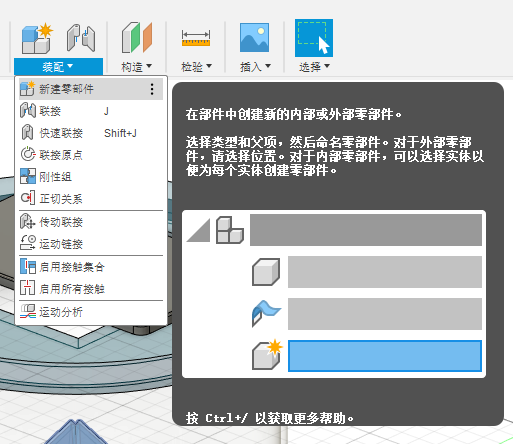 装配 构造 检验 插入 选择
新建零部件
联接 J
快速联接 Shift+J
联接原点
刚性组
正切关系
传动联接
运动链接
启用接触集合
启用所有接触
运动分析
在部件中创建新的内部或外部零部件。
选择类型和父项，然后命名零部件。对于外部零部
件，请选择位置。对于内部零部件，可以选择实体以
便为每个实体创建零部件。
按 Ctrl+/ 以获取更多帮助。